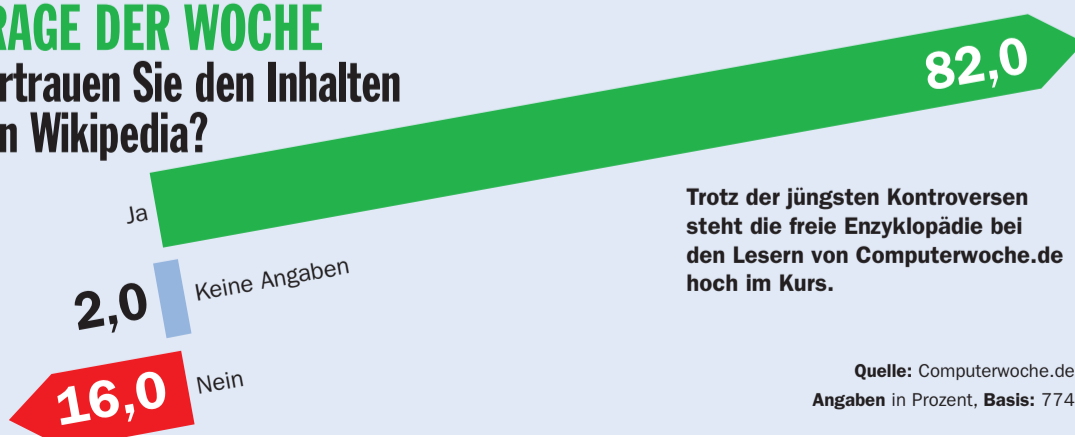 RAGE DER WOCHE
rtrauen Sie den Inhalten
n Wikipedia?
82,0
Ja
Trotz der jüngsten Kontroversen
steht die freie Enzyklopädie bei
den Lesern von Computerwoche.de
hoch im Kurs.
2,0 Keine Angaben
16,0 Nein
Quelle: Computerwoche.de
Angaben in Prozent, Basis: 774